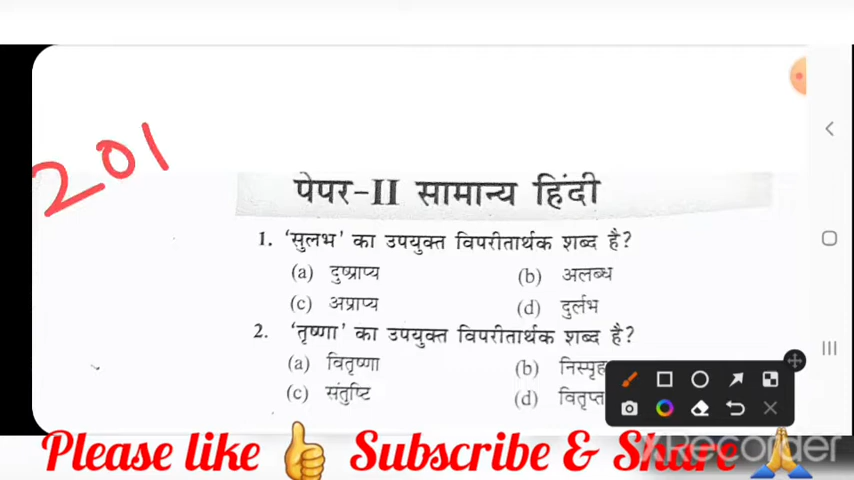 201
पेपर-II सामान्य हिंदी
1. ‘सुलभ’ का उपयुक्त विपरीतार्थक शब्द है?
(a) दुष्प्राप्य (b) अलब्ध
(c) अप्राप्य (d) दुर्लभ
2. ‘तृष्णा’ का उपयुक्त विपरीतार्थक शब्द है?
(a) वितृष्णा (b) निस्पृह
(c) संतुष्टि (d) वितृप्त
Please like Subscribe & Share
XRecorder